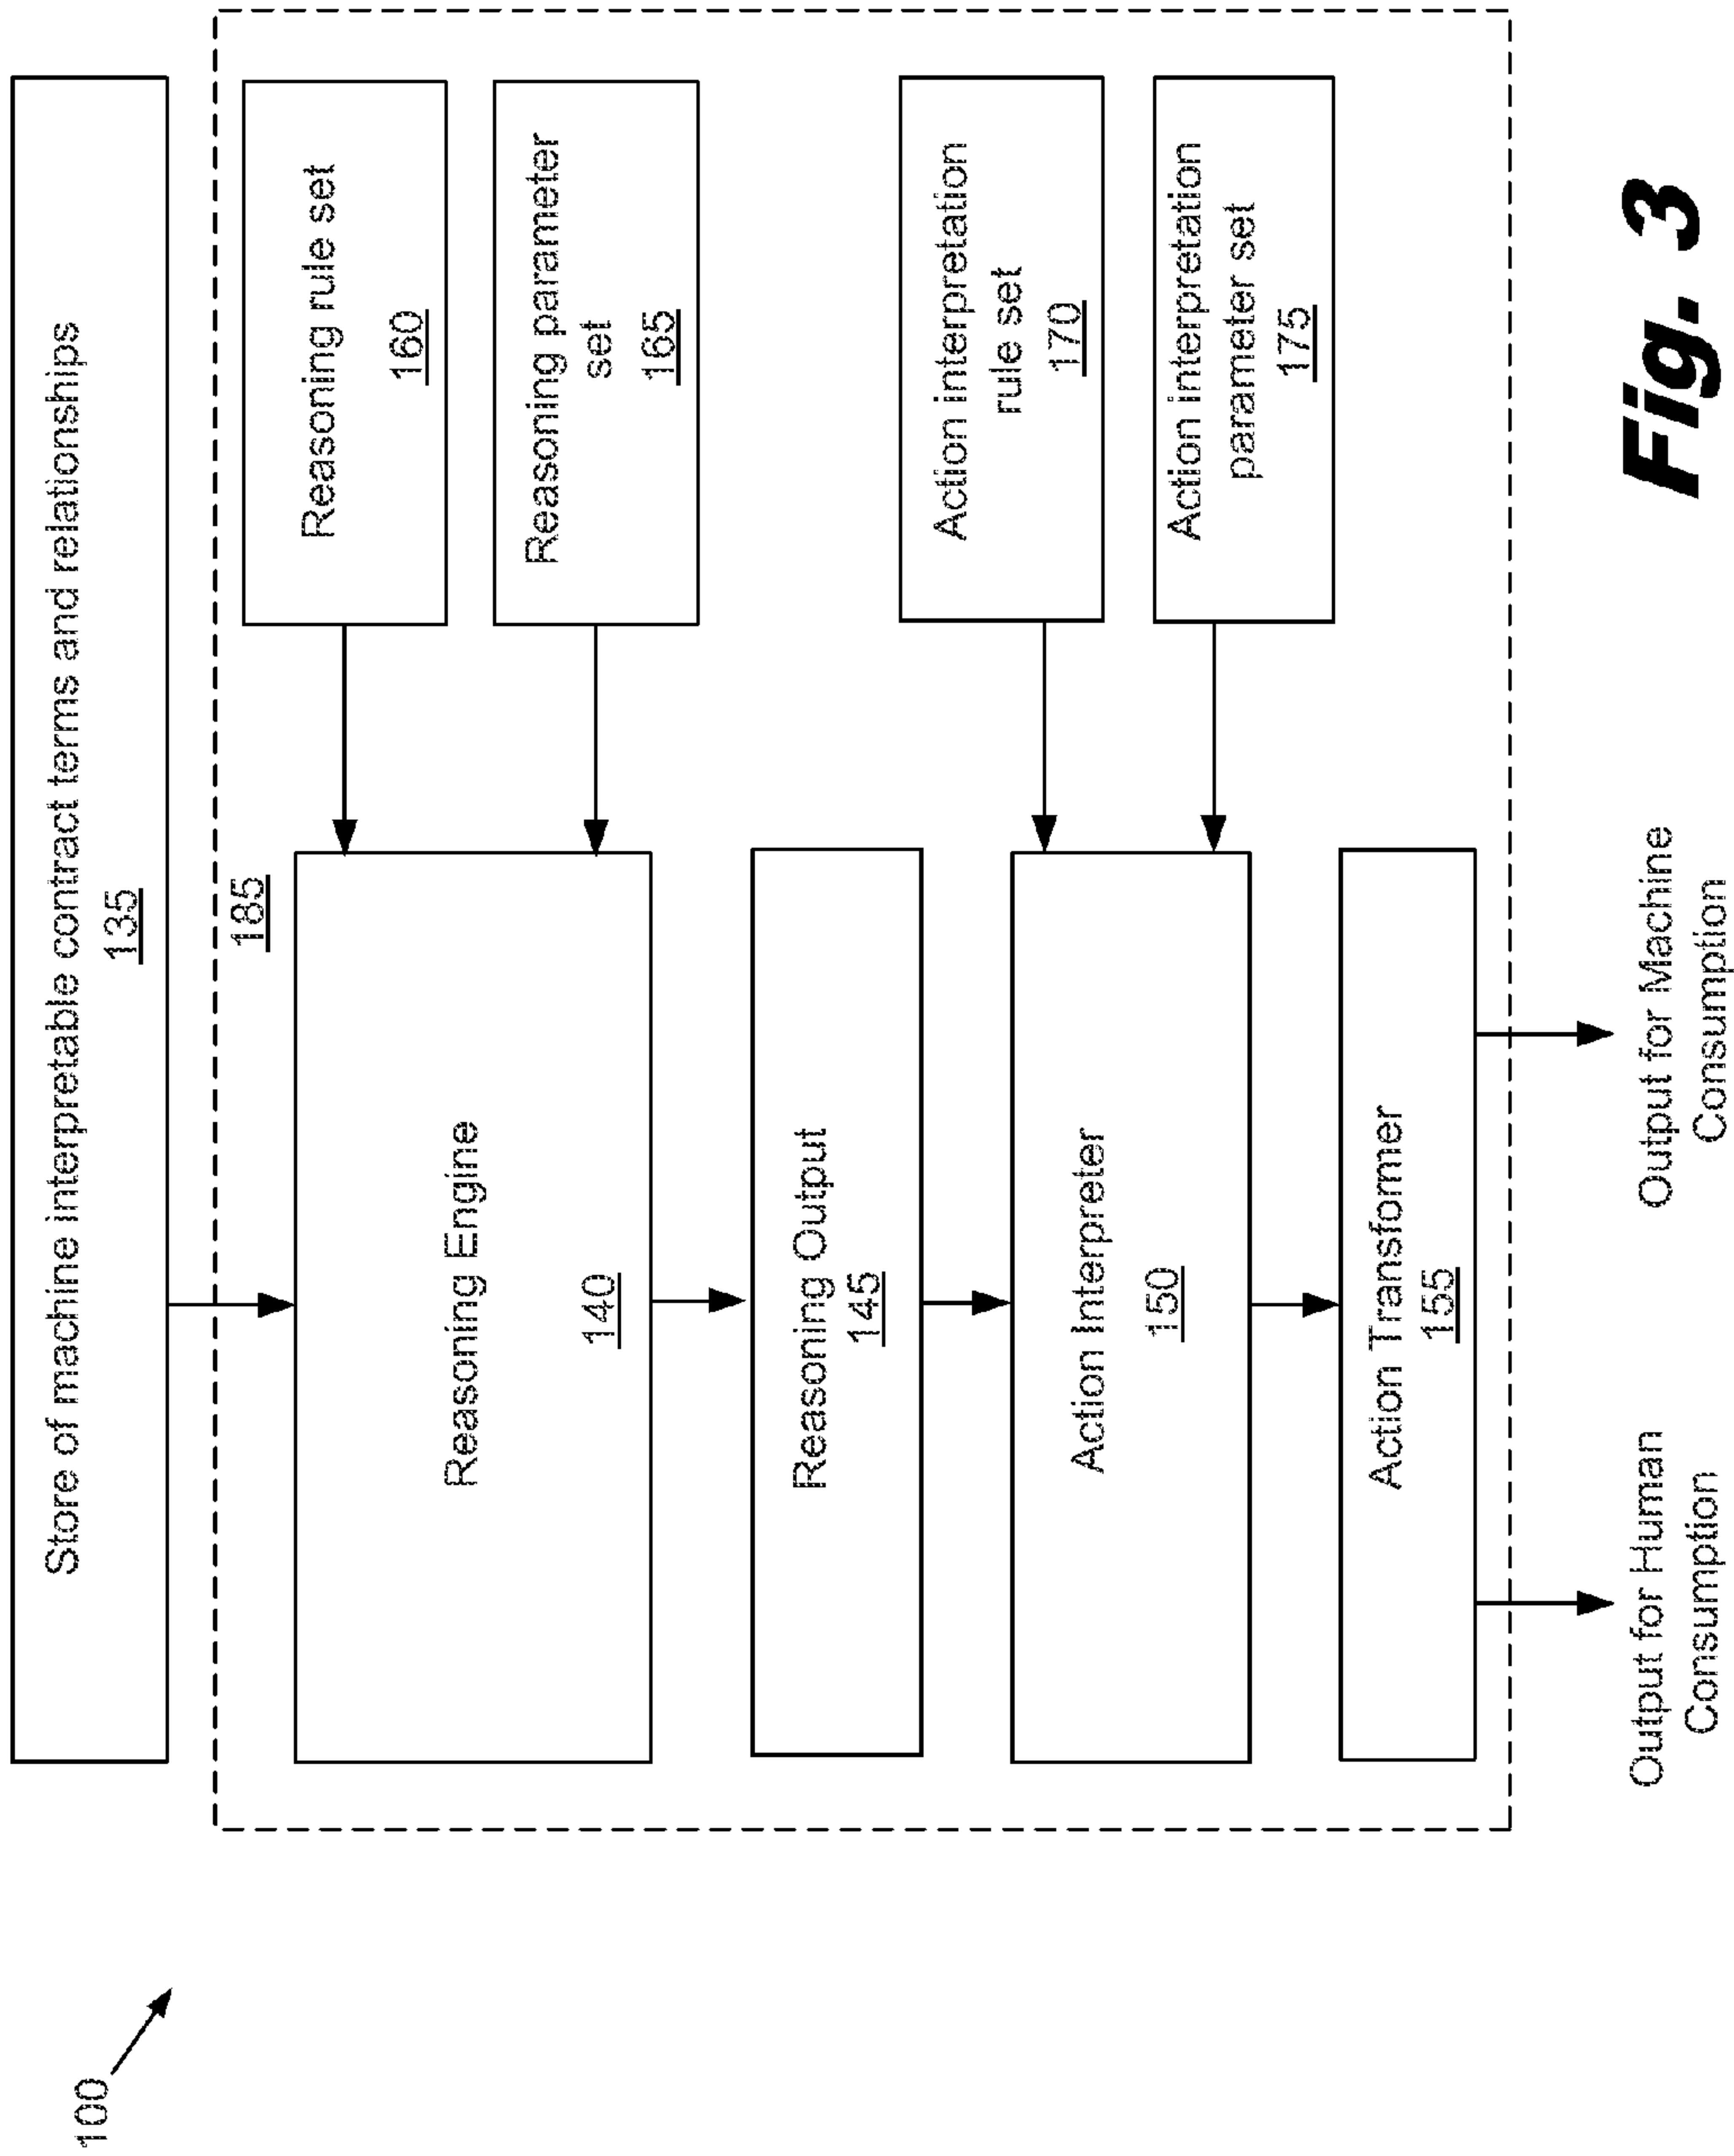 100
Store of machine interpretable contract terms and relationships
135
185
Reasoning Engine
140
Reasoning rule set
160
Reasoning parameter
set
165
Reasoning Output
145
Action Interpreter
150
Action interpretation
rule set
170
Action interpretation
parameter set
175
Action Transformer
155
Output for Human
Consumption
Output for Machine
Consumption
Fig. 3